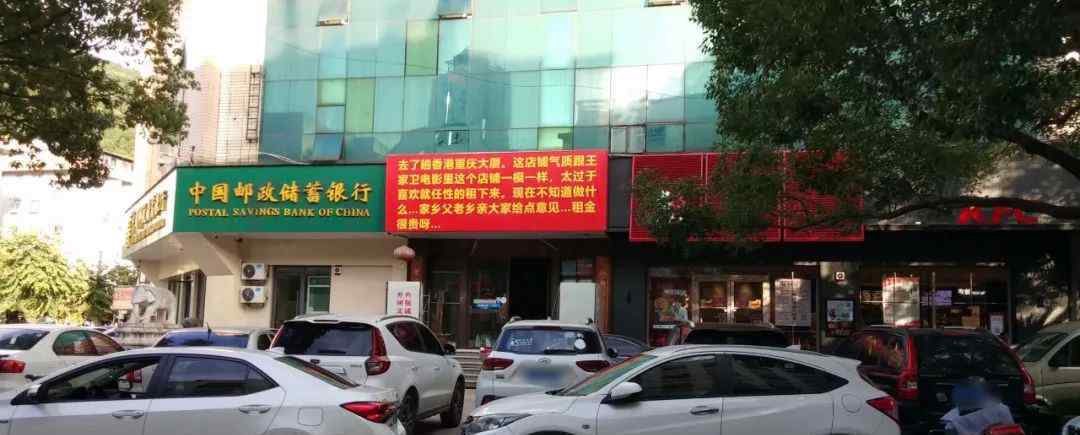 中国邮政储蓄银行
POSTAL SAVINGS BANK OF CHINA
去了趟香港重庆大厦。这店铺气质跟王
家卫电影里这个店铺一模一样，太过于
喜欢就任性的租下来。现在不知道做什
么...家乡父老乡亲大家给点意见...租金
很贵呀...